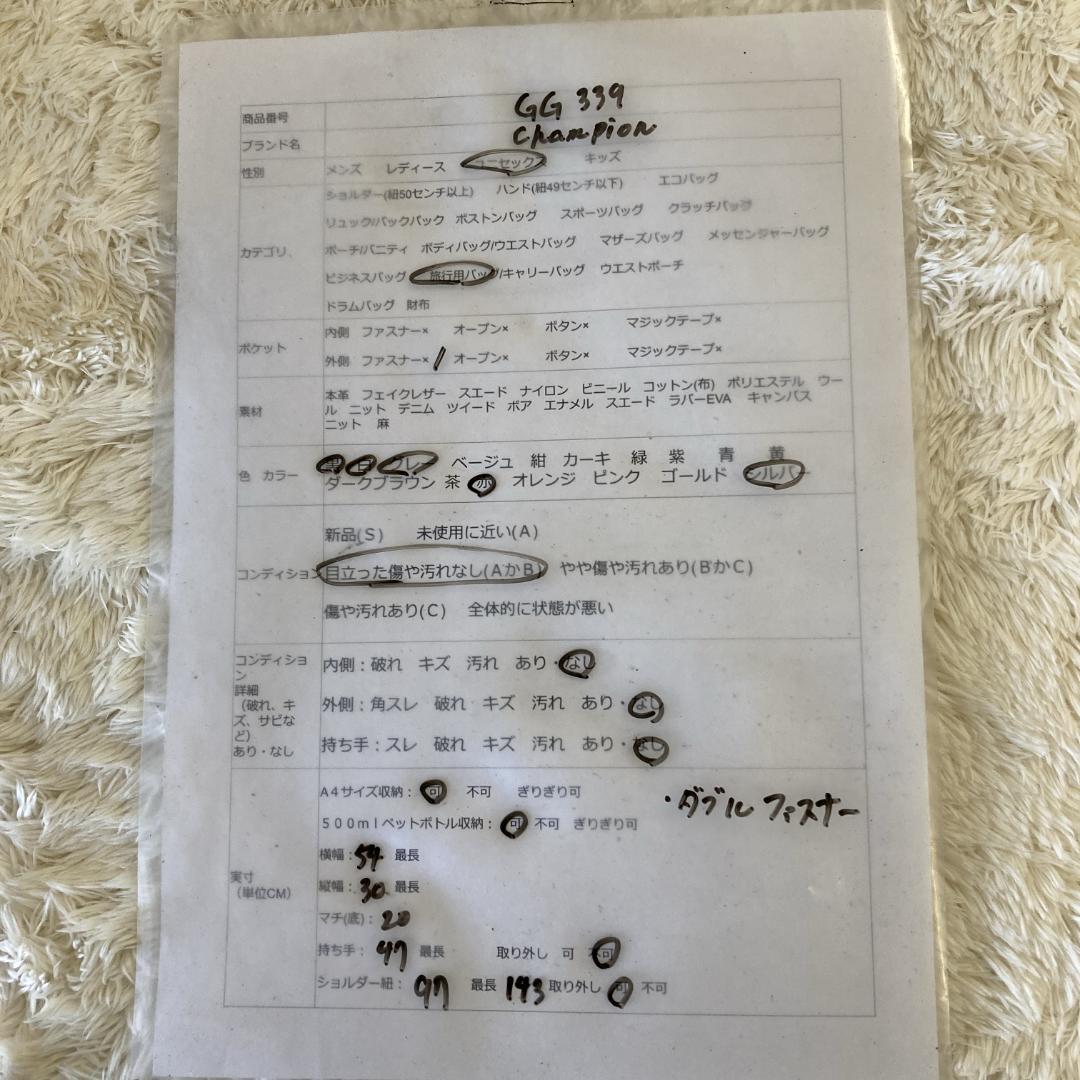 商品番号 GG 339
ブランド名 Champion
性別 メンズ レディース ユニセックス キッズ
ショルダー(紐50センチ以上) ハンド(紐49センチ以下) エコバッグ
リュック/バックパック ボストンバッグ スポーツバッグ クラッチバッグ
カテゴリ、 ポーチ/バニティ ボディバッグ/ウエストバッグ マザーズバッグ メッセンジャーバッグ
ビジネスバッグ 旅行用バッグ/キャリーバッグ ウエストポーチ
ドラムバッグ 財布
ポケット 内側 ファスナー× オープン× ボタン× マジックテープ×
外側 ファスナー× / オープン× ボタン× マジックテープ×
素材 本革 フェイクレザー スエード ナイロン ビニール コットン(布) ポリエステル ウー
ル ニット デニム ツイード ボア エナメル スエード ラバーEVA キャンバス
ニット 麻
色 カラー 黒 白 グレー ベージュ 紺 カーキ 緑 紫 青 黄
ダークブラウン 茶 赤 オレンジ ピンク ゴールド シルバー
新品(S) 未使用に近い(A)
コンディション 目立った傷や汚れなし(AかB) やや傷や汚れあり(BかC)
傷や汚れあり(C) 全体的に状態が悪い
コンディショ
ン
詳細
(破れ、キ
ズ、サビな
ど)
あり・なし
内側：破れ キズ 汚れ あり・なし
外側：角スレ 破れ キズ 汚れ あり・なし
持ち手：スレ 破れ キズ 汚れ あり・なし
実寸
(単位CM)
A4サイズ収納： 可 不可 ぎりぎり可
・ダブルファスナー
500mlペットボトル収納： 可 不可 ぎりぎり可
横幅：54 最長
縦幅：30 最長
マチ(底)：20
持ち手：47 最長 取り外し 可 不可
ショルダー紐：97 最長 143 取り外し 可 不可